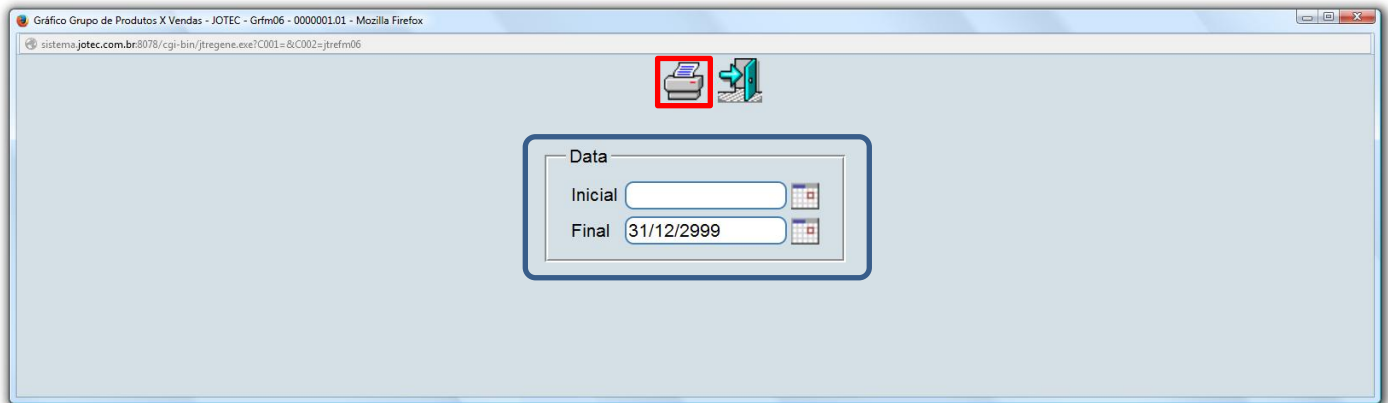 Gráfico Grupo de Produtos X Vendas - JOTEC - Grfm06 - 0000001.01 - Mozilla Firefox
sistema.jotec.com.br:8078/cgi-bin/jtregene.exe?C001=&C002=jtrefm06
Data
Inicial
Final 31/12/2999